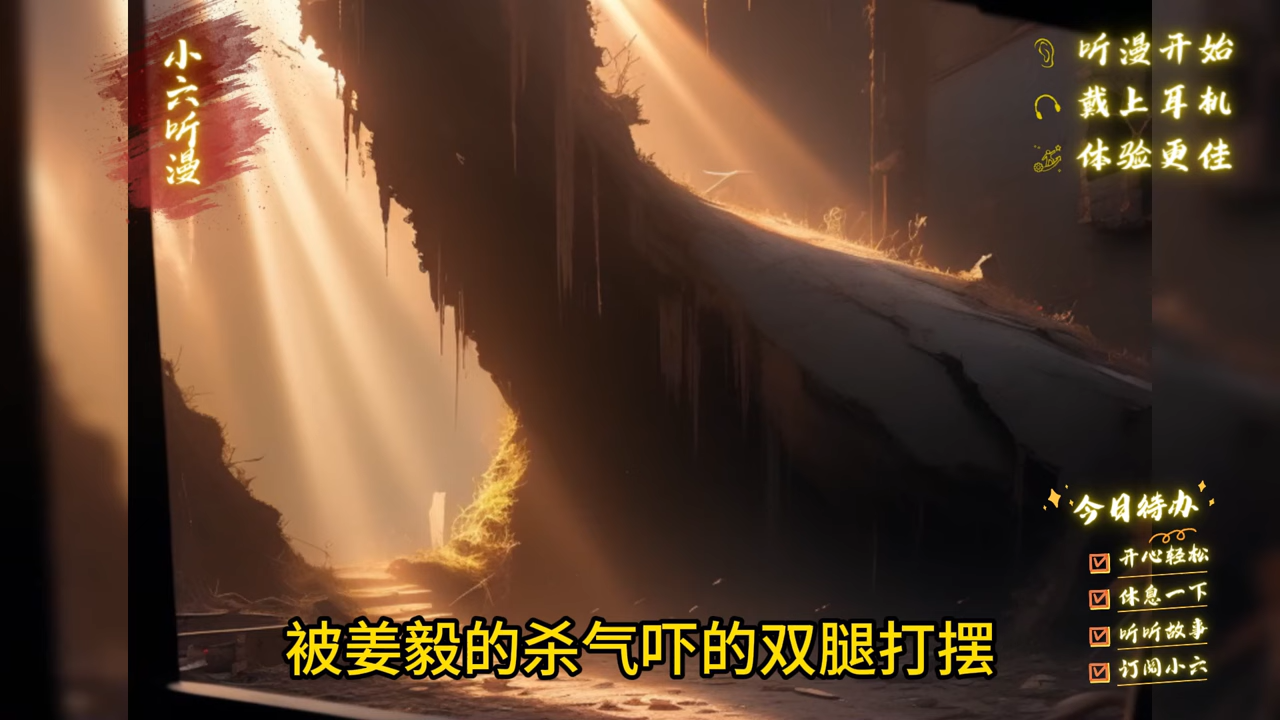 小六听漫
听漫开始
戴上耳机
体验更佳
今日待办
开心轻松
休息一下
听听故事
订阅小六
被姜毅的杀气吓的双腿打摆